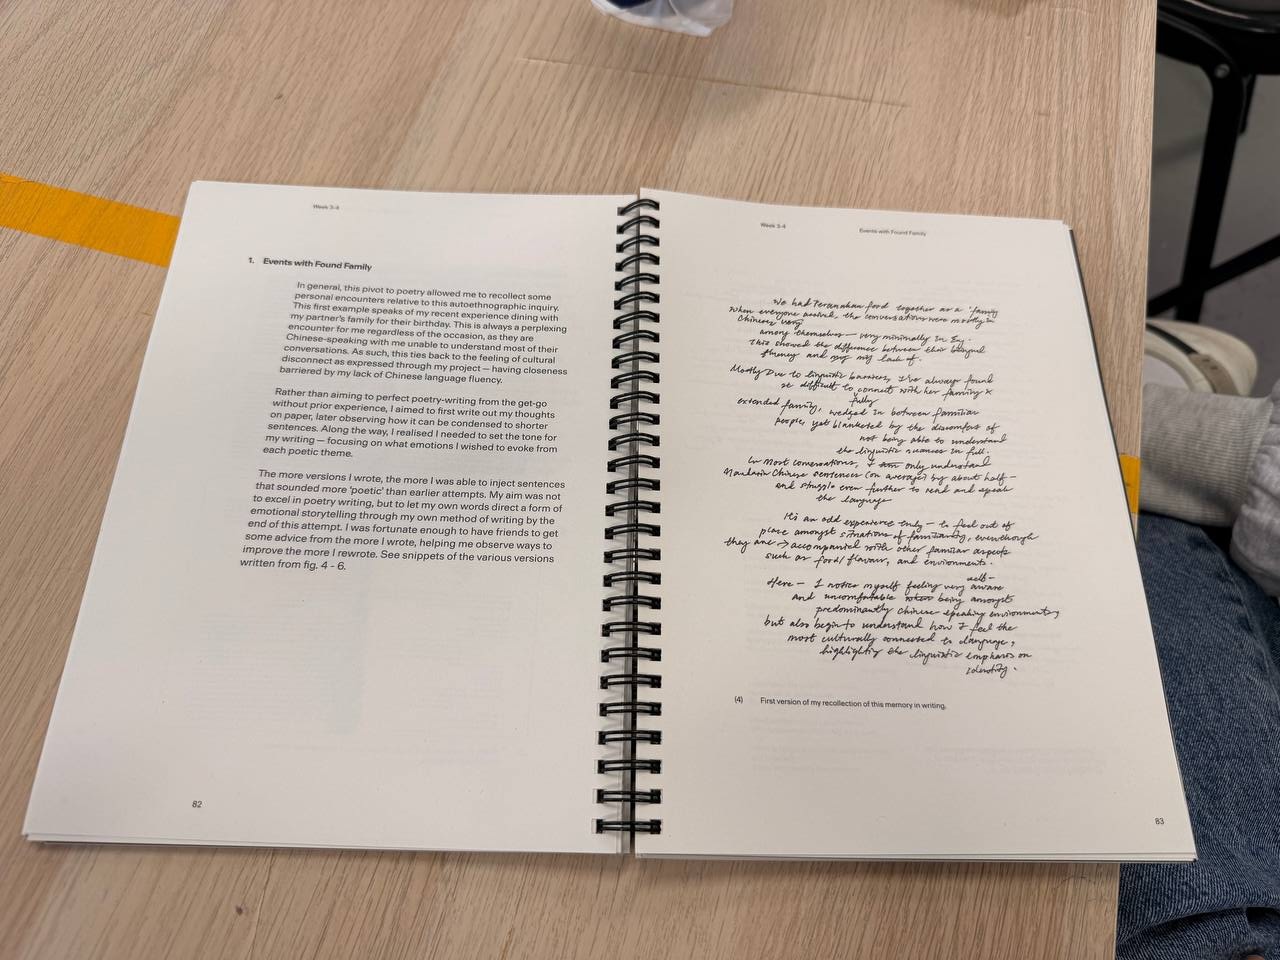 Week 3-4
1. Events with Found Family
In general, this pivot to poetry allowed me to recollect some
personal encounters relative to this autoethnographic inquiry.
This first example speaks of my recent experience dining with
my partner's family for their birthday. This is always a perplexing
encounter for me regardless of the occasion, as they are
Chinese-speaking with me unable to understand most of their
conversations. As such, this ties back to the feeling of cultural
disconnect as expressed through my project — having closeness
barriered by my lack of Chinese language fluency.
Rather than aiming to perfect poetry-writing from the get-go
without prior experience, I aimed to first write out my thoughts
on paper, later observing how it can be condensed to shorter
sentences. Along the way, I realised I needed to set the tone for
my writing — focusing on what emotions I wished to evoke from
each poetic theme.
The more versions I wrote, the more I was able to inject sentences
that sounded more 'poetic' than earlier attempts. My aim was not
to excel in poetry writing, but to let my own words direct a form of
emotional storytelling through my own method of writing by the
end of this attempt. I was fortunate enough to have friends to get
some advice from the more I wrote, helping me observe ways to
improve the more I rewrote. See snippets of the various versions
written from fig. 4 - 6.
82
Week 3-4
Events with Found Family
We had Peranakan food together as a 'family
When everyone arrived, the conversations were mostly in
Chinese, very
among themselves — very minimally in Eng.
This showed the difference between their bilingual
fluency and my lack of.
Mostly Due to linguistic barriers, I've always found
difficult to connect with her family x
fully
extended family, wedged in between familiar
people, yet blanketed by the discomfort of
not being able to understand
the linguistic nuances in full.
In most conversations, I only understand
Mandarin Chinese sentences (on average) by about half —
and struggle even further to read and speak
the language
It's an odd experience truly — to feel out of
place amongst situations of familiarity, eventhough
they are → accompanied with other familiar aspects
such as food/flavour, and environments.
self-
Here — I notice myself feeling very aware
and uncomfortable when being amongst
predominantly Chinese speaking environments,
but also begin to understand how I feel the
most culturally connected to language,
highlighting the linguistic emphasis on
identity.
(4) First version of my recollection of this memory in writing.
83